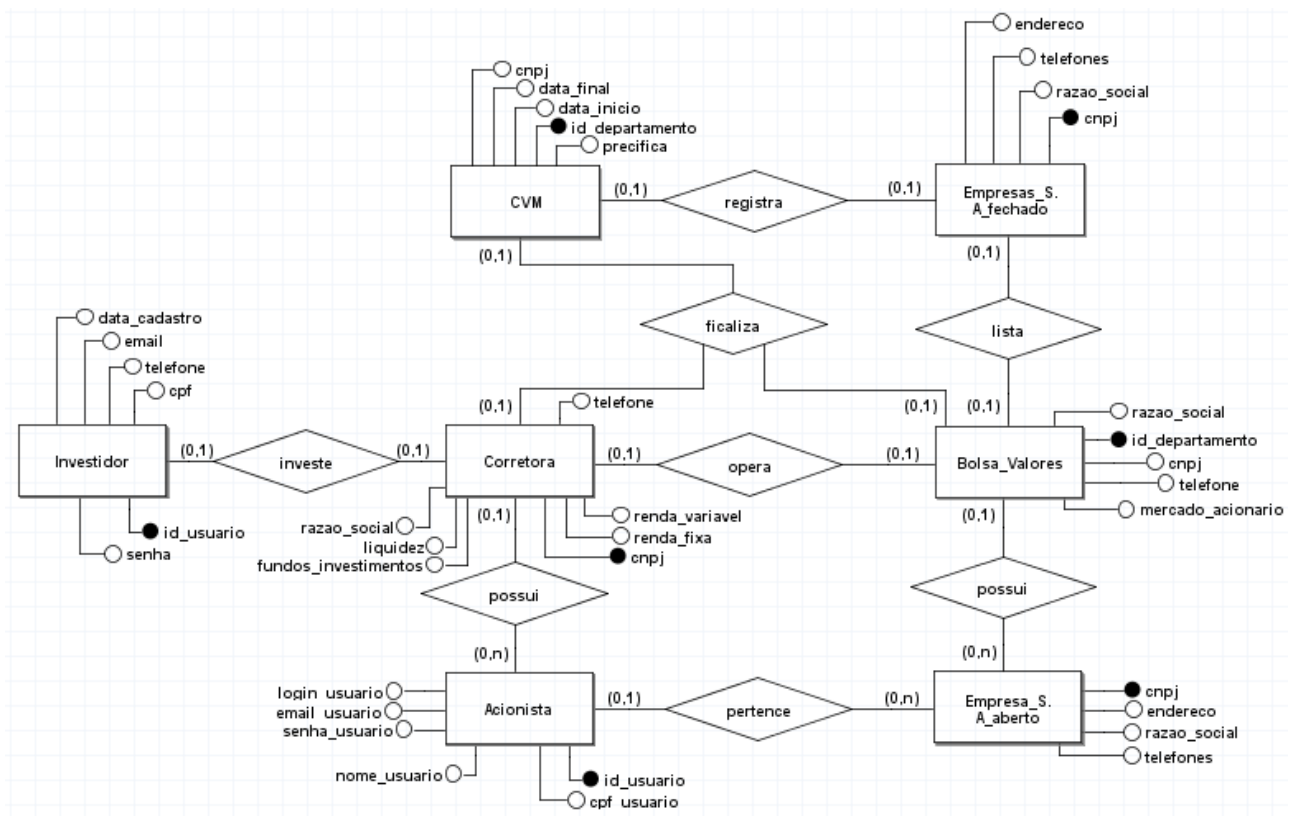 endereco
telefones
razao_social
cnpj
cnpj
data_final
data_inicio
id_departamento
precifica
CVM
(0,1)
registra
(0,1)
Empresas_S.
A_fechado
(0,1)
(0,1)
ficaliza
lista
data_cadastro
email
telefone
cpf
(0,1)
telefone
(0,1)
(0,1)
razao_social
id_departamento
cnpj
telefone
mercado_acionario
Investidor
(0,1)
investe
(0,1)
Corretora
(0,1)
opera
(0,1)
Bolsa_Valores
id_usuario
senha
razao_social
liquidez
fundos_investimentos
(0,1)
renda_variavel
renda_fixa
cnpj
(0,1)
possui
possui
(0,n)
(0,n)
login_usuario
email_usuario
senha_usuario
nome_usuario
Acionista
(0,1)
pertence
(0,n)
Empresa_S.
A_aberto
cnpj
endereco
razao_social
telefones
id_usuario
cpf_usuario